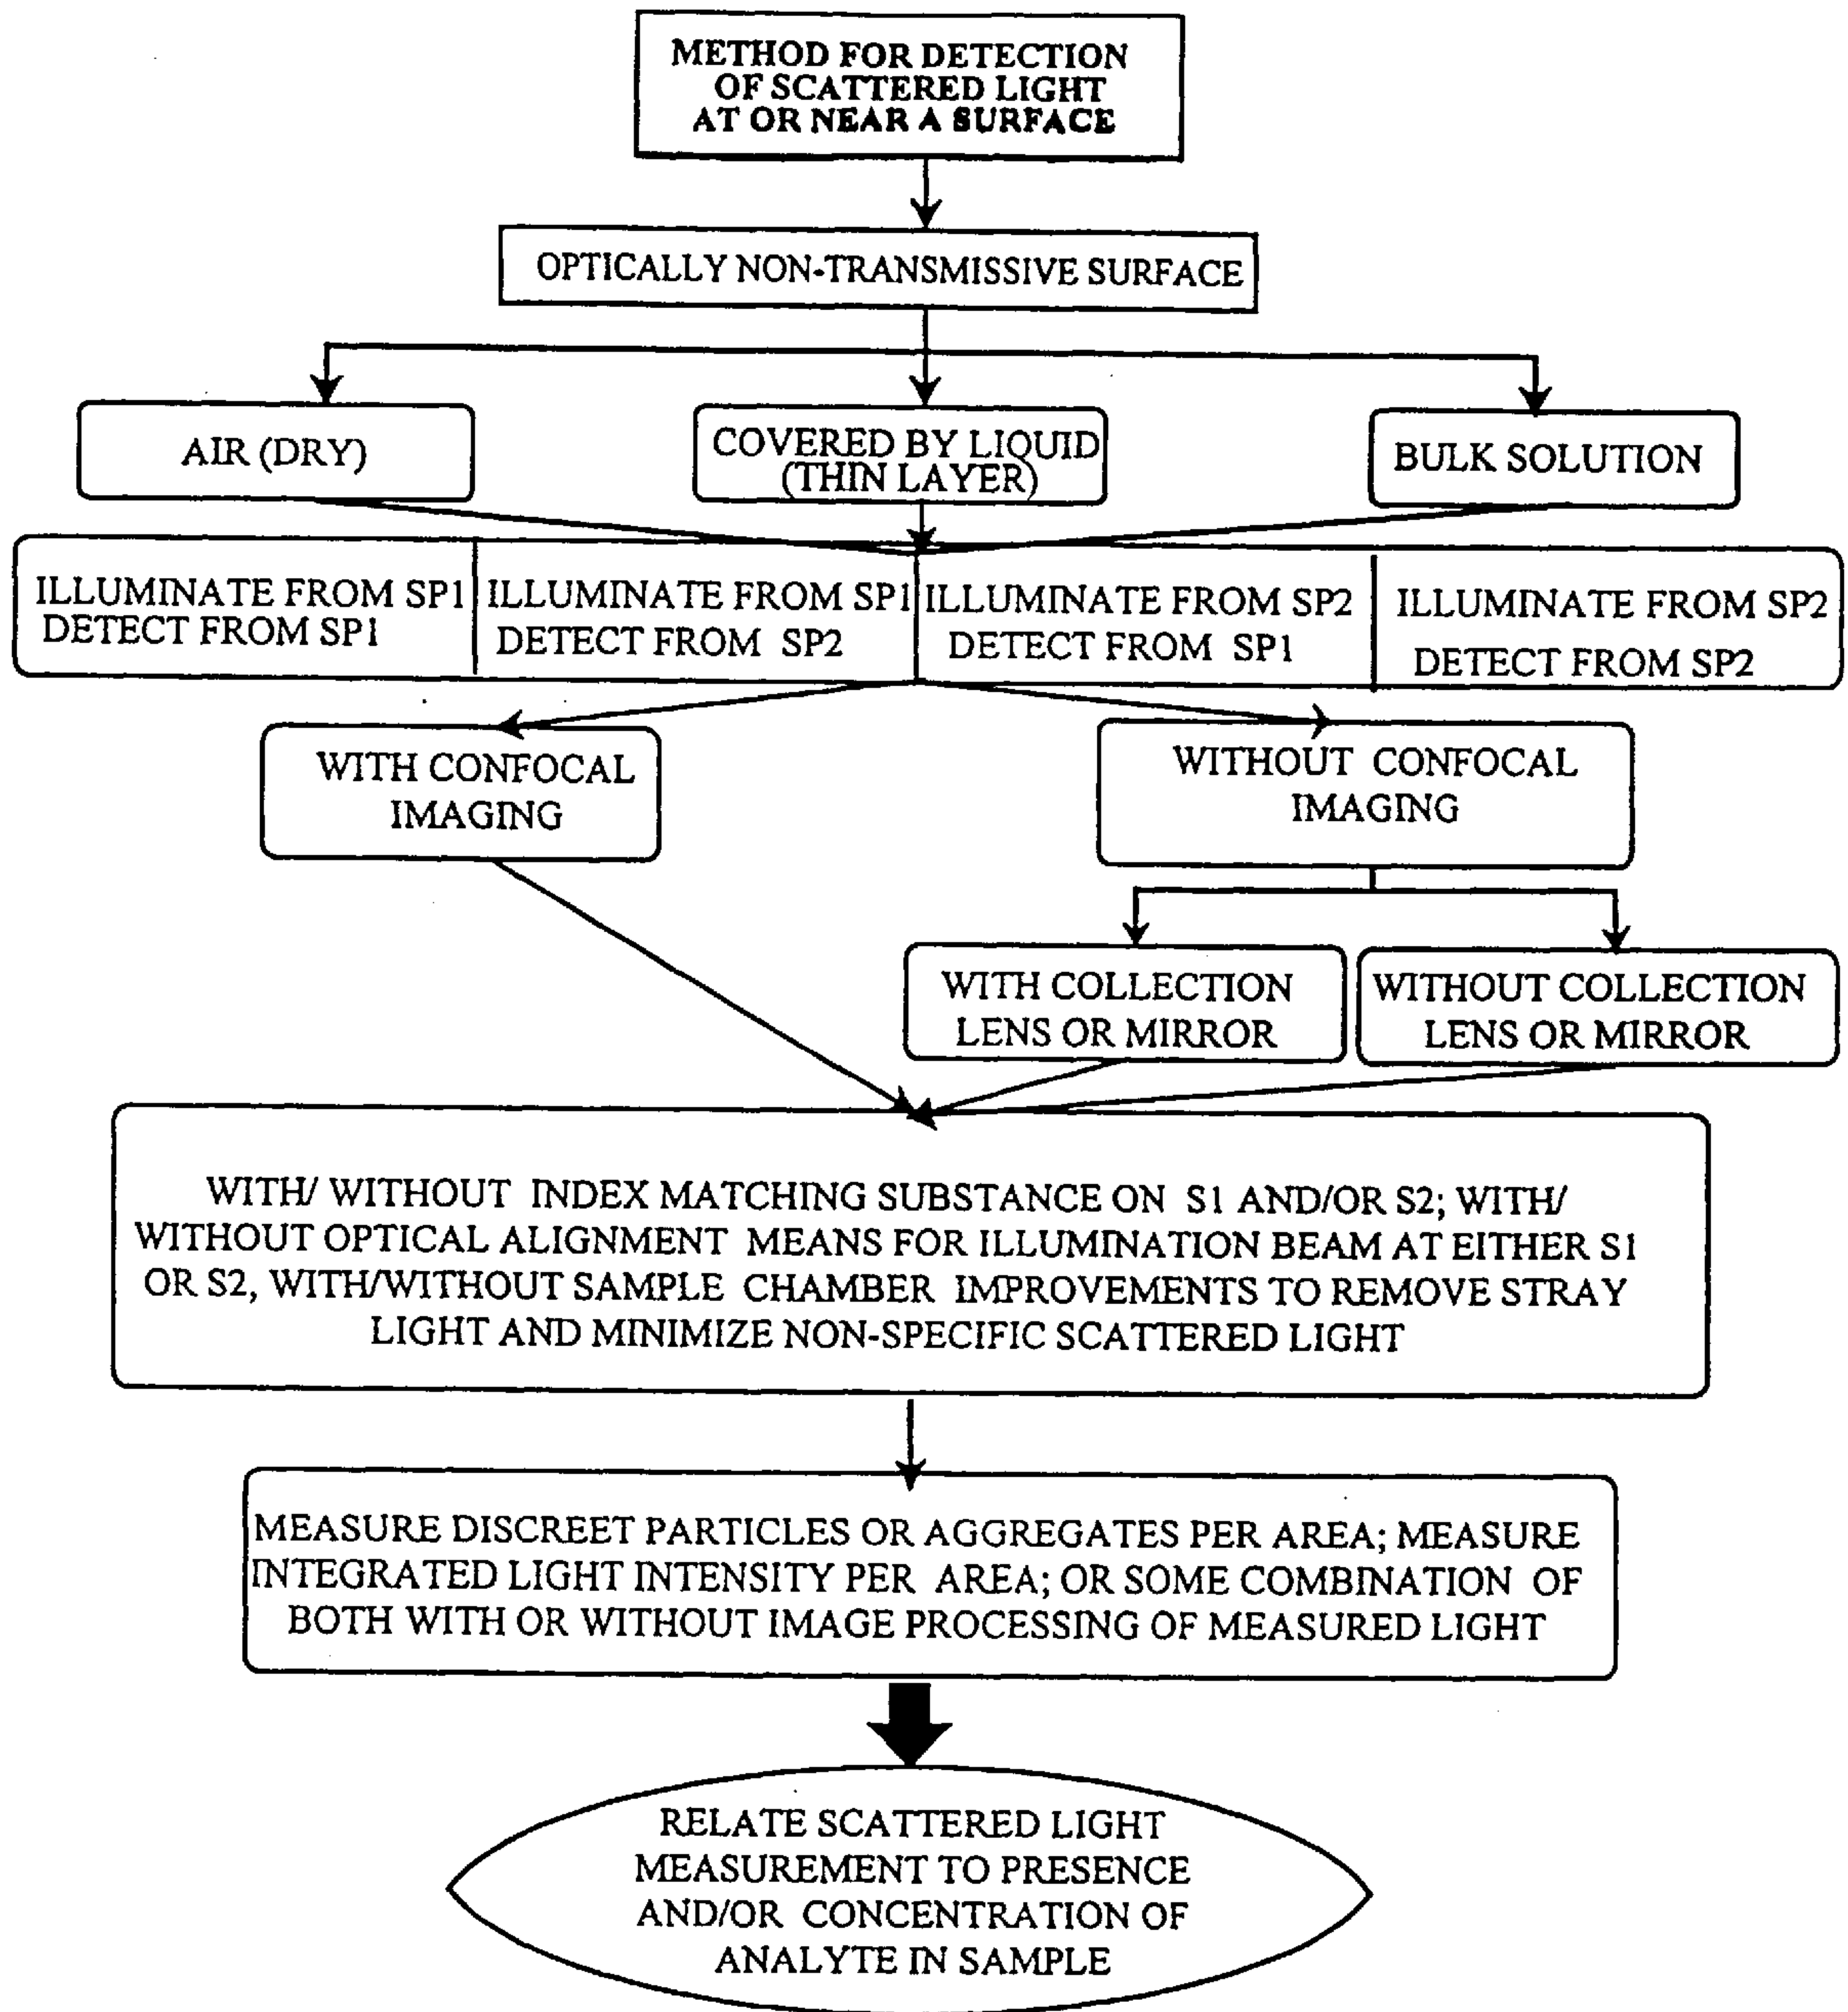 METHOD FOR DETECTION
OF SCATTERED LIGHT
AT OR NEAR A SURFACE
OPTICALLY NON-TRANSMISSIVE SURFACE
AIR (DRY)
COVERED BY LIQUID
(THIN LAYER)
BULK SOLUTION
ILLUMINATE FROM SP1
DETECT FROM SP1
ILLUMINATE FROM SP1
DETECT FROM SP2
ILLUMINATE FROM SP2
DETECT FROM SP1
ILLUMINATE FROM SP2
DETECT FROM SP2
WITH CONFOCAL
IMAGING
WITHOUT CONFOCAL
IMAGING
WITH COLLECTION
LENS OR MIRROR
WITHOUT COLLECTION
LENS OR MIRROR
WITH/ WITHOUT INDEX MATCHING SUBSTANCE ON S1 AND/OR S2; WITH/
WITHOUT OPTICAL ALIGNMENT MEANS FOR ILLUMINATION BEAM AT EITHER S1
OR S2, WITH/WITHOUT SAMPLE CHAMBER IMPROVEMENTS TO REMOVE STRAY
LIGHT AND MINIMIZE NON-SPECIFIC SCATTERED LIGHT
MEASURE DISCREET PARTICLES OR AGGREGATES PER AREA; MEASURE
INTEGRATED LIGHT INTENSITY PER AREA; OR SOME COMBINATION OF
BOTH WITH OR WITHOUT IMAGE PROCESSING OF MEASURED LIGHT
RELATE SCATTERED LIGHT
MEASUREMENT TO PRESENCE
AND/OR CONCENTRATION OF
ANALYTE IN SAMPLE